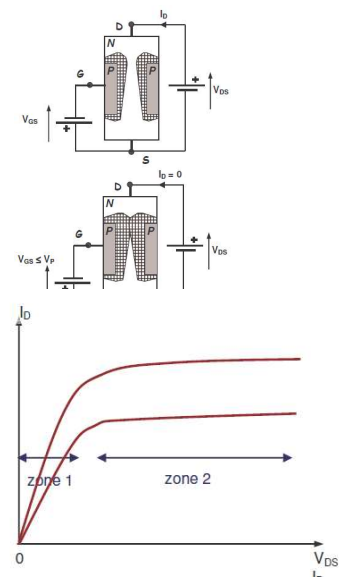 D
I_D
N
G
P
P
+
V_DS
V_GS
+
S
D
I_D = 0
N
G
P
P
+
V_DS
V_GS ≤ V_P
+
I_D
zone 1
zone 2
0
V_DS